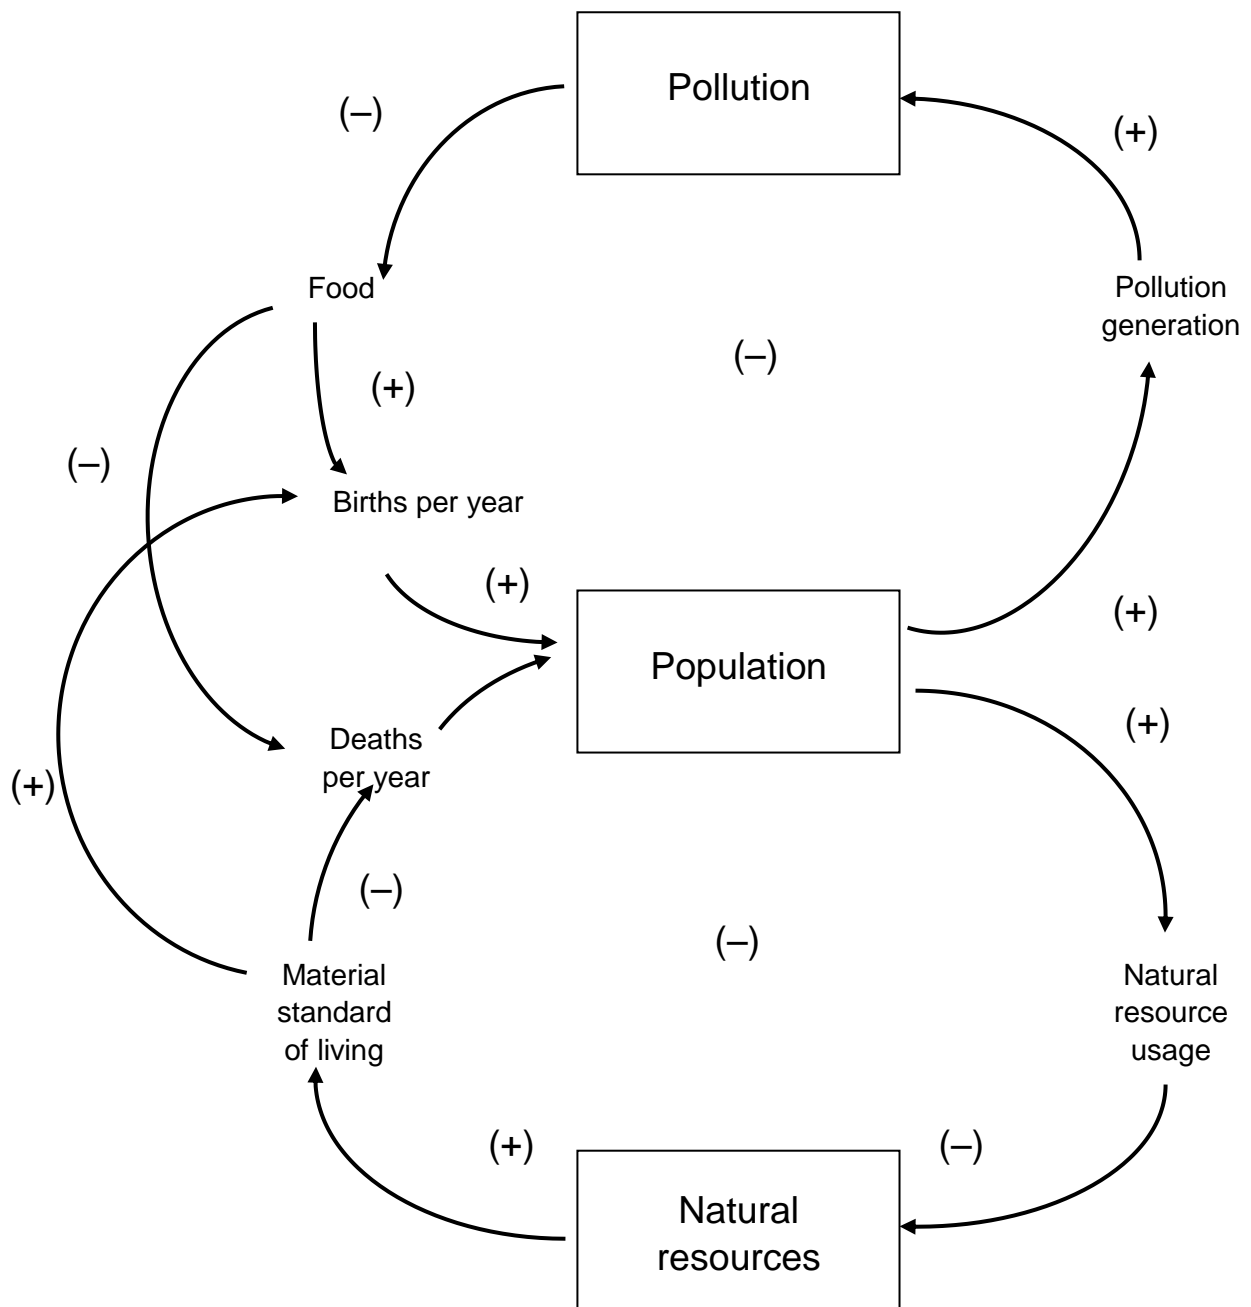 Pollution
(–)
(+)
Food
Pollution
generation
(–)
(+)
(–)
Births per year
(+)
(+)
Population
(+)
Deaths
per year
(+)
(–)
(–)
Material
standard
of living
Natural
resource
usage
(+)
(–)
Natural
resources